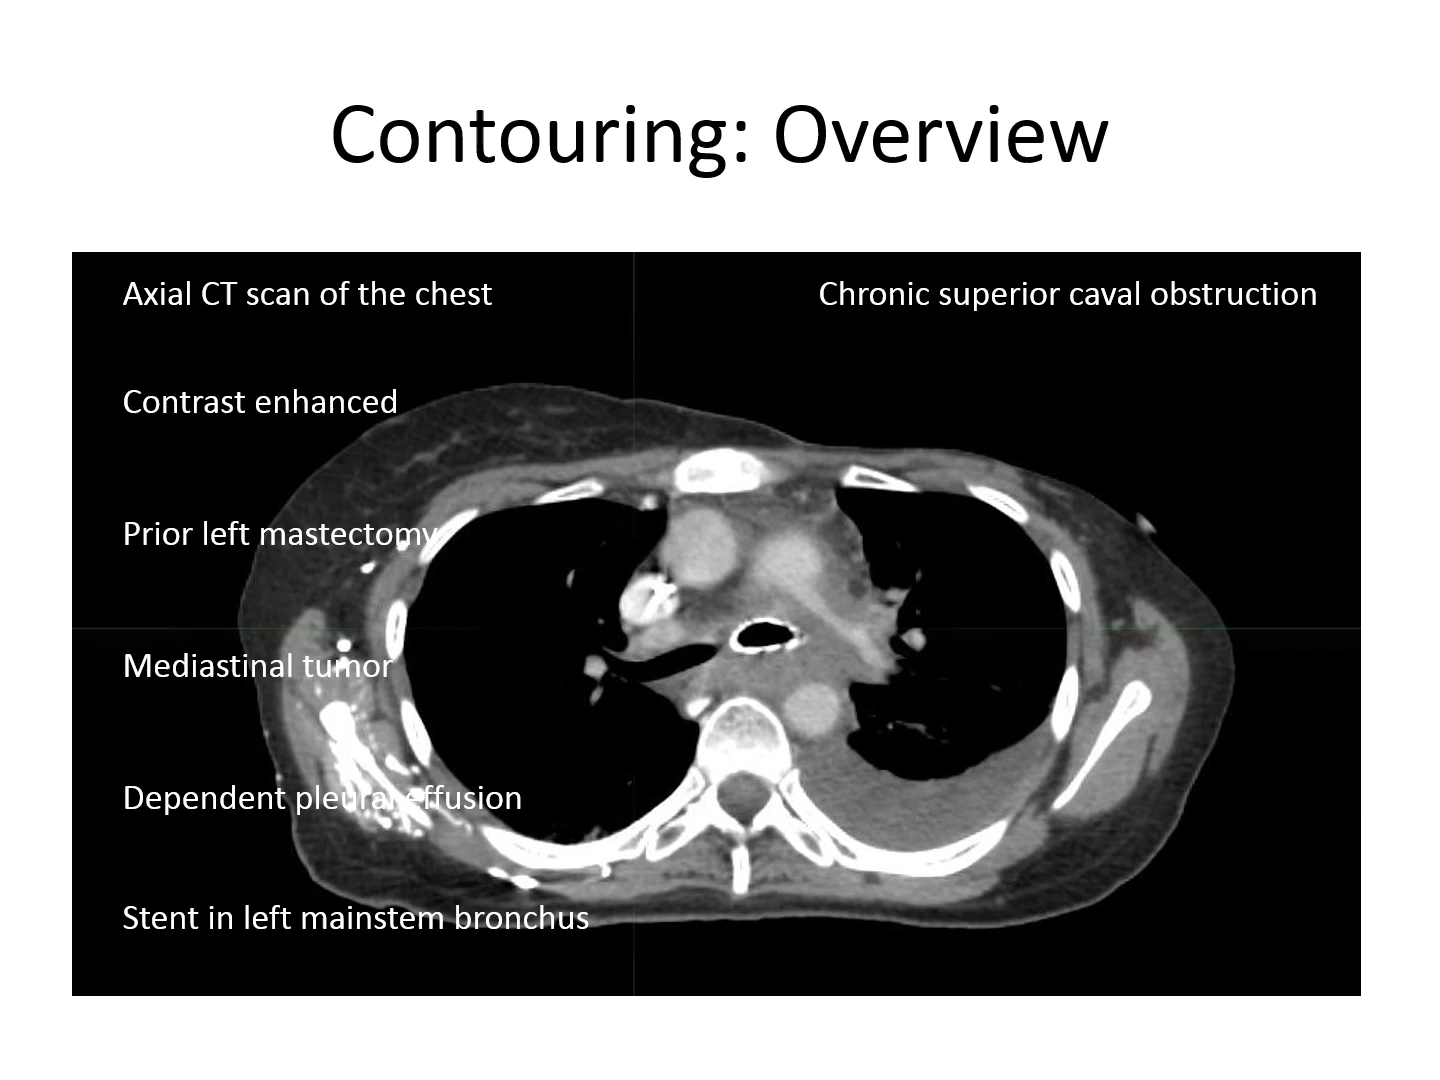 Contouring: Overview
Axial CT scan of the chest
Chronic superior caval obstruction
Contrast enhanced
Prior left mastectomy
Mediastinal tumor
Dependent pleural effusion
Stent in left mainstem bronchus